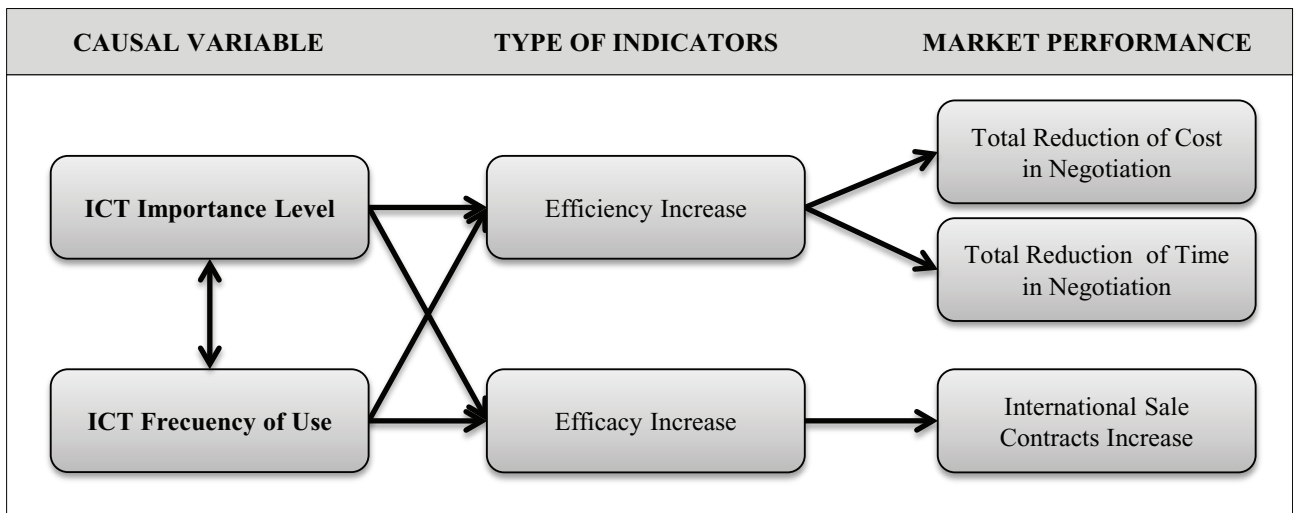 CAUSAL VARIABLE
TYPE OF INDICATORS
MARKET PERFORMANCE
ICT Importance Level
Efficiency Increase
Total Reduction of Cost
in Negotiation
Total Reduction of Time
in Negotiation
ICT Frecuency of Use
Efficacy Increase
International Sale
Contracts Increase